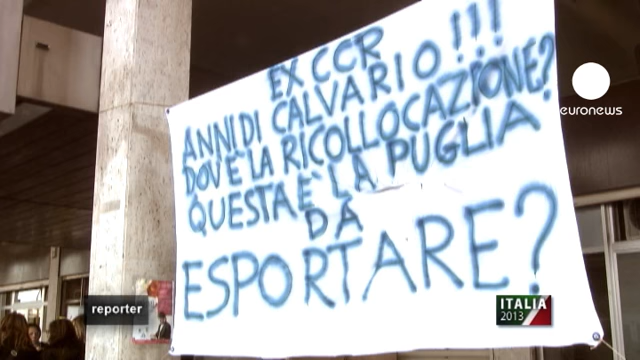 EX CCR
ANNI DI CALVARIO!!!
DOV'È LA RICOLLOCAZIONE?
QUESTA È LA PUGLIA
DA
ESPORTARE?
euronews
reporter
ITALIA
2013